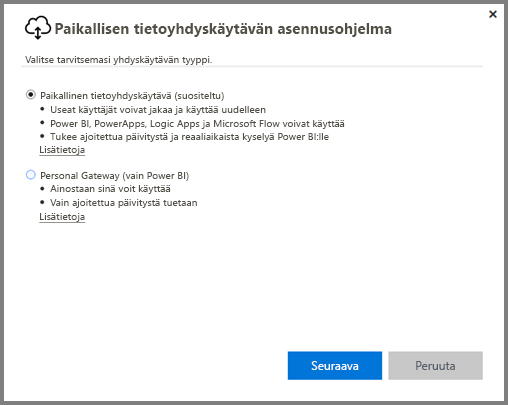 Paikallisen tietoyhdyskäytävän asennusohjelma
Valitse tarvitsemasi yhdyskäytävän tyyppi.
Paikallinen tietoyhdyskäytävä (suositeltu)
• Useat käyttäjät voivat jakaa ja käyttää uudelleen
• Power BI, PowerApps, Logic Apps ja Microsoft Flow voivat käyttää
• Tukee ajoitettua päivitystä ja reaaliaikaista kyselyä Power BI:lle
Lisätietoja
Personal Gateway (vain Power BI)
• Ainostaan sinä voit käyttää
• Vain ajoitettua päivitystä tuetaan
Lisätietoja
Seuraava Peruuta